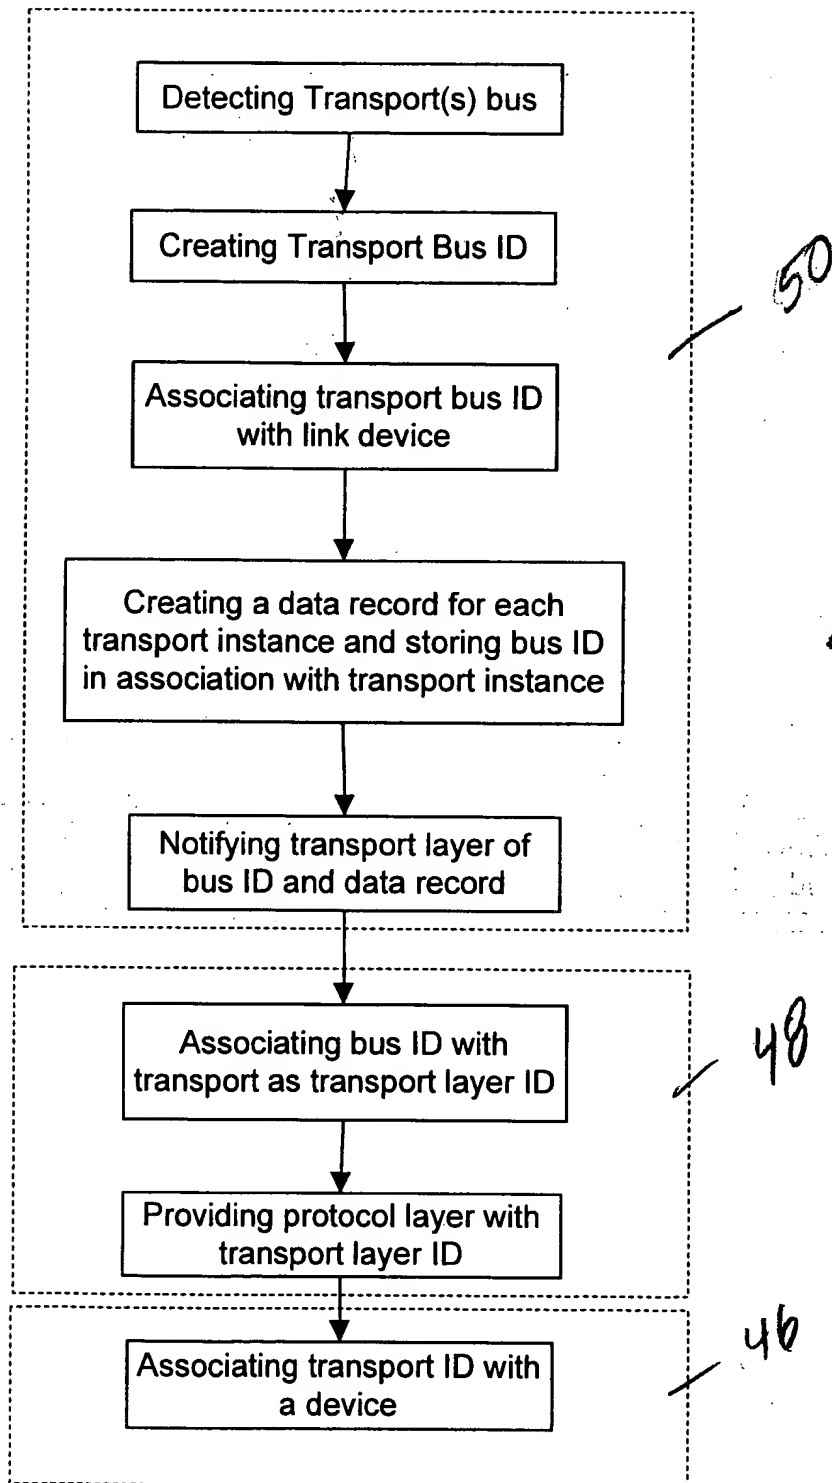 Detecting Transport(s) bus
Creating Transport Bus ID
50
Associating transport bus ID
with link device
Creating a data record for each
transport instance and storing bus ID
in association with transport instance
Notifying transport layer of
bus ID and data record
Associating bus ID with
transport as transport layer ID
48
Providing protocol layer with
transport layer ID
46
Associating transport ID with
a device